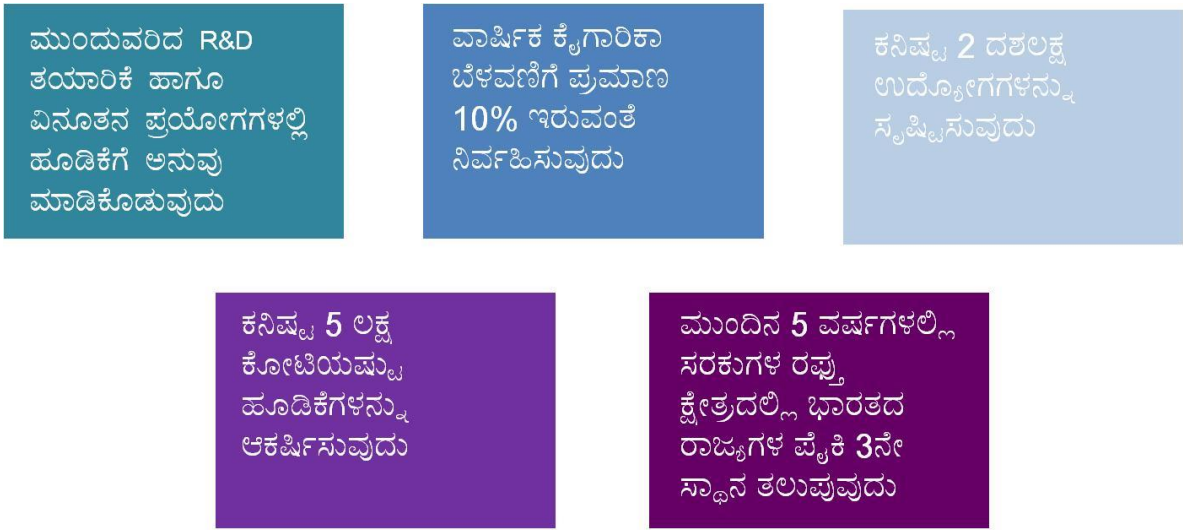 ಮುಂದುವರಿದ R&D
ತಯಾರಿಕೆ ಹಾಗೂ
ವಿನೂತನ ಪ್ರಯೋಗಗಳಲ್ಲಿ
ಹೂಡಿಕೆಗೆ ಅನುವು
ಮಾಡಿಕೊಡುವುದು
ವಾರ್ಷಿಕ ಕೈಗಾರಿಕಾ
ಬೆಳವಣಿಗೆ ಪ್ರಮಾಣ
10% ಇರುವಂತೆ
ನಿರ್ವಹಿಸುವುದು
ಕನಿಷ್ಟ 2 ದಶಲಕ್ಷ
ಉದ್ಯೋಗಗಳನ್ನು
ಸೃಷ್ಟಿಸುವುದು
ಕನಿಷ್ಟ 5 ಲಕ್ಷ
ಕೋಟಿಯಷ್ಟು
ಹೂಡಿಕೆಗಳನ್ನು
ಆಕರ್ಷಿಸುವುದು
ಮುಂದಿನ 5 ವರ್ಷಗಳಲ್ಲಿ
ಸರಕುಗಳ ರಫ್ತು
ಕ್ಷೇತ್ರದಲ್ಲಿ ಭಾರತದ
ರಾಜ್ಯಗಳ ಪೈಕಿ 3ನೇ
ಸ್ಥಾನ ತಲುಪುವುದು